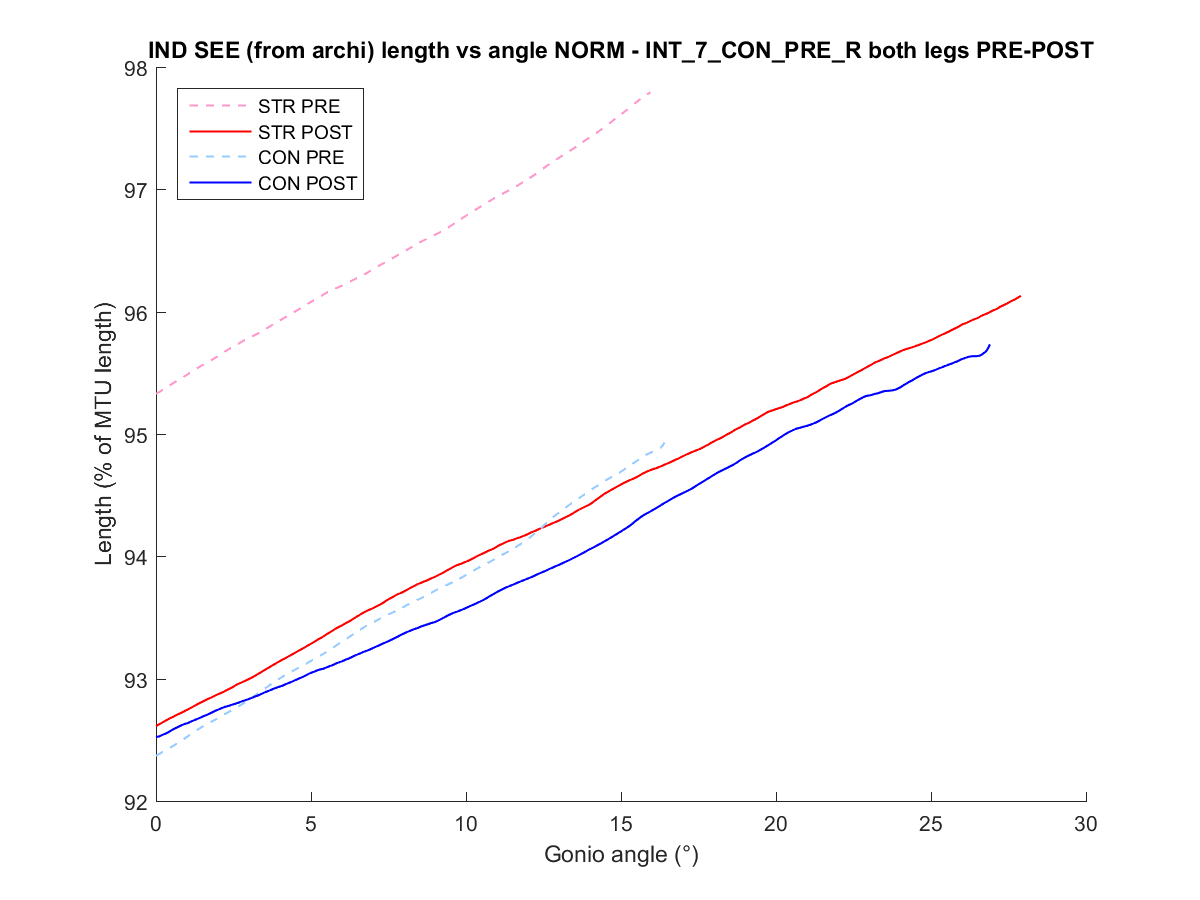 IND SEE (from archi) length vs angle NORM - INT_7_CON_PRE_R both legs PRE-POST
98
97
96
95
94
93
92
Length (% of MTU length)
STR PRE
STR POST
CON PRE
CON POST
0 5 10 15 20 25 30
Gonio angle (°)